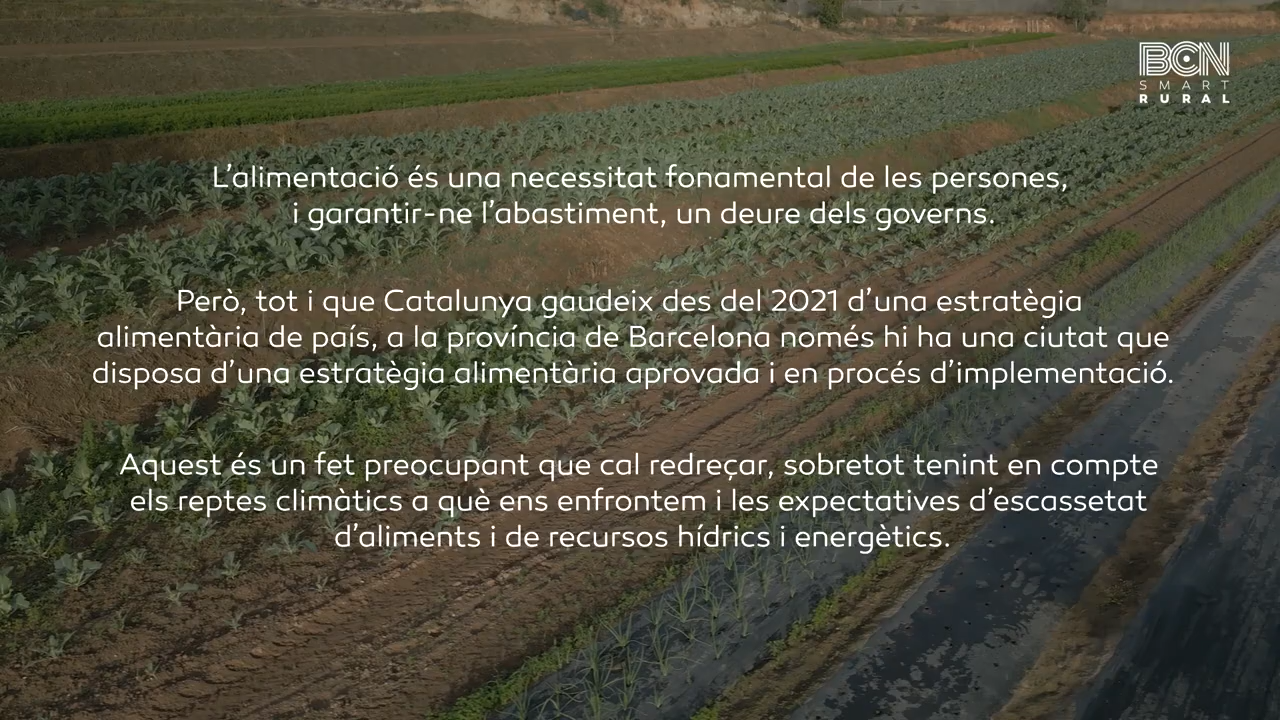 BCN
SMART
RURAL
L’alimentació és una necessitat fonamental de les persones,
i garantir-ne l’abastiment, un deure dels governs.
Però, tot i que Catalunya gaudeix des del 2021 d’una estratègia
alimentària de país, a la província de Barcelona només hi ha una ciutat que
disposa d’una estratègia alimentària aprovada i en procés d’implementació.
Aquest és un fet preocupant que cal redreçar, sobretot tenint en compte
els reptes climàtics a què ens enfrontem i les expectatives d’escassetat
d’aliments i de recursos hídrics i energètics.